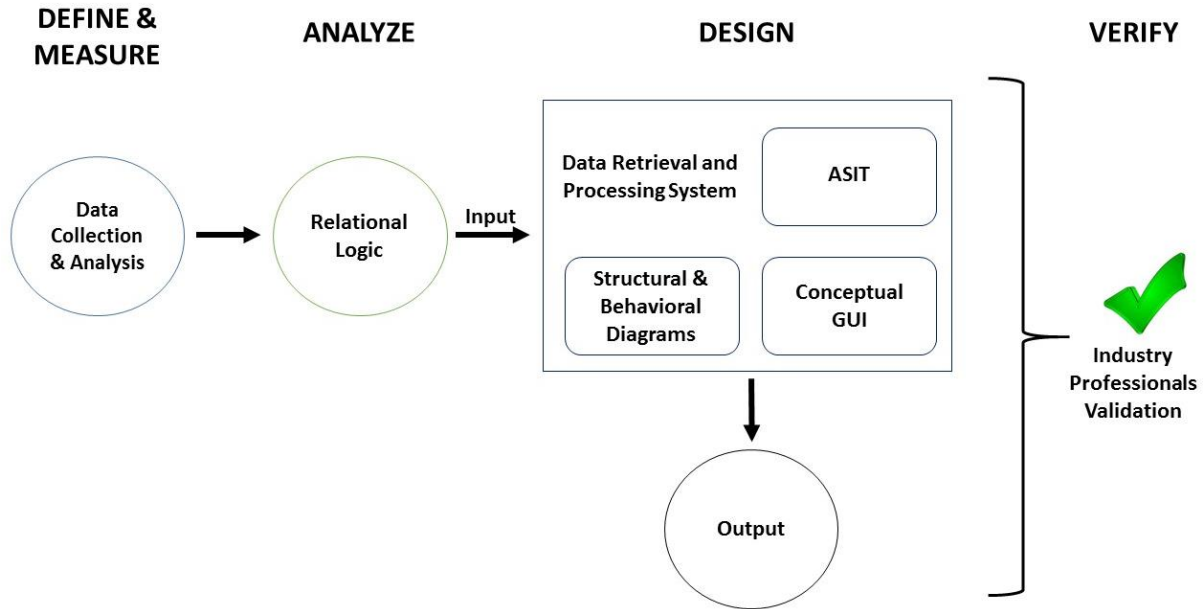 DEFINE &
MEASURE
ANALYZE
DESIGN
VERIFY
Data
Collection
& Analysis
Relational
Logic
Input
Data Retrieval and
Processing System
ASIT
Structural &
Behavioral
Diagrams
Conceptual
GUI
Output
Industry
Professionals
Validation